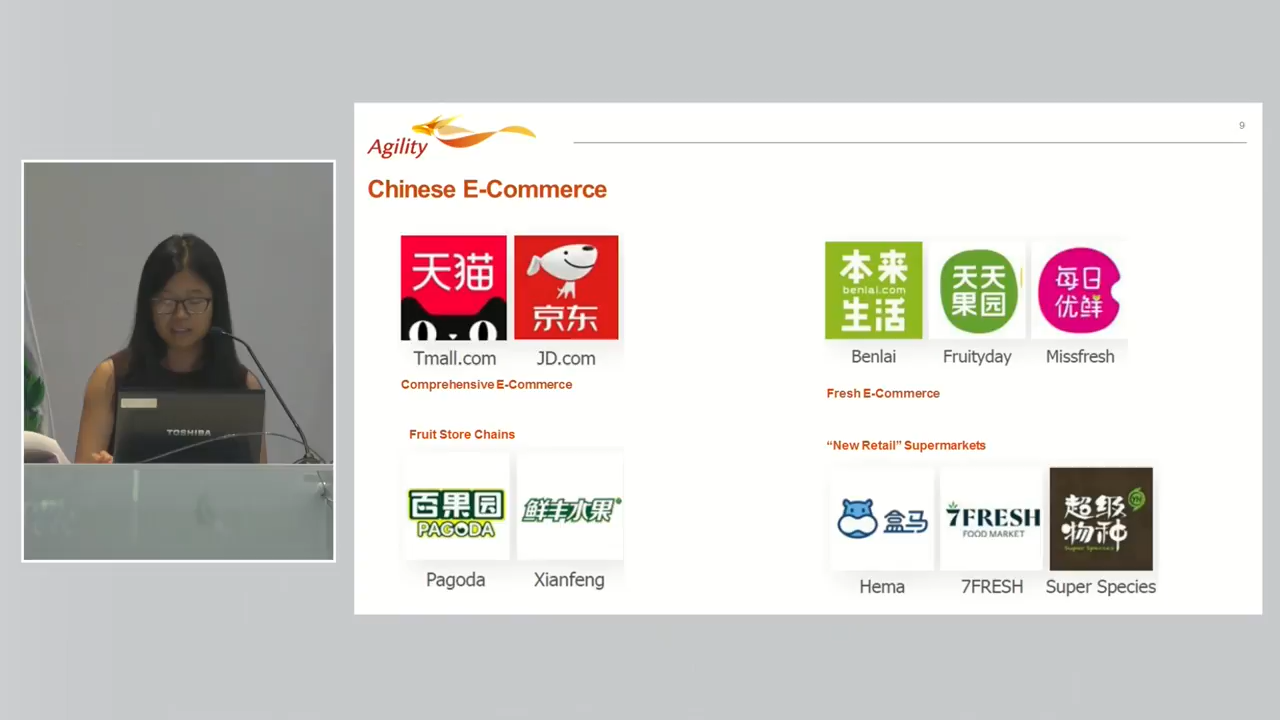 Agility
9
Chinese E-Commerce
天猫
京东
Tmall.com
JD.com
Comprehensive E-Commerce
本来
benlai.com
生活
天天
果园
每日
优鲜
Benlai
Fruityday
Missfresh
Fresh E-Commerce
Fruit Store Chains
百果园
PAGODA
鲜丰水果
Pagoda
Xianfeng
“New Retail” Supermarkets
盒马
7FRESH
FOOD MARKET
超级
物种
YH
Super Species
Hema
7FRESH
Super Species
TOSHIBA